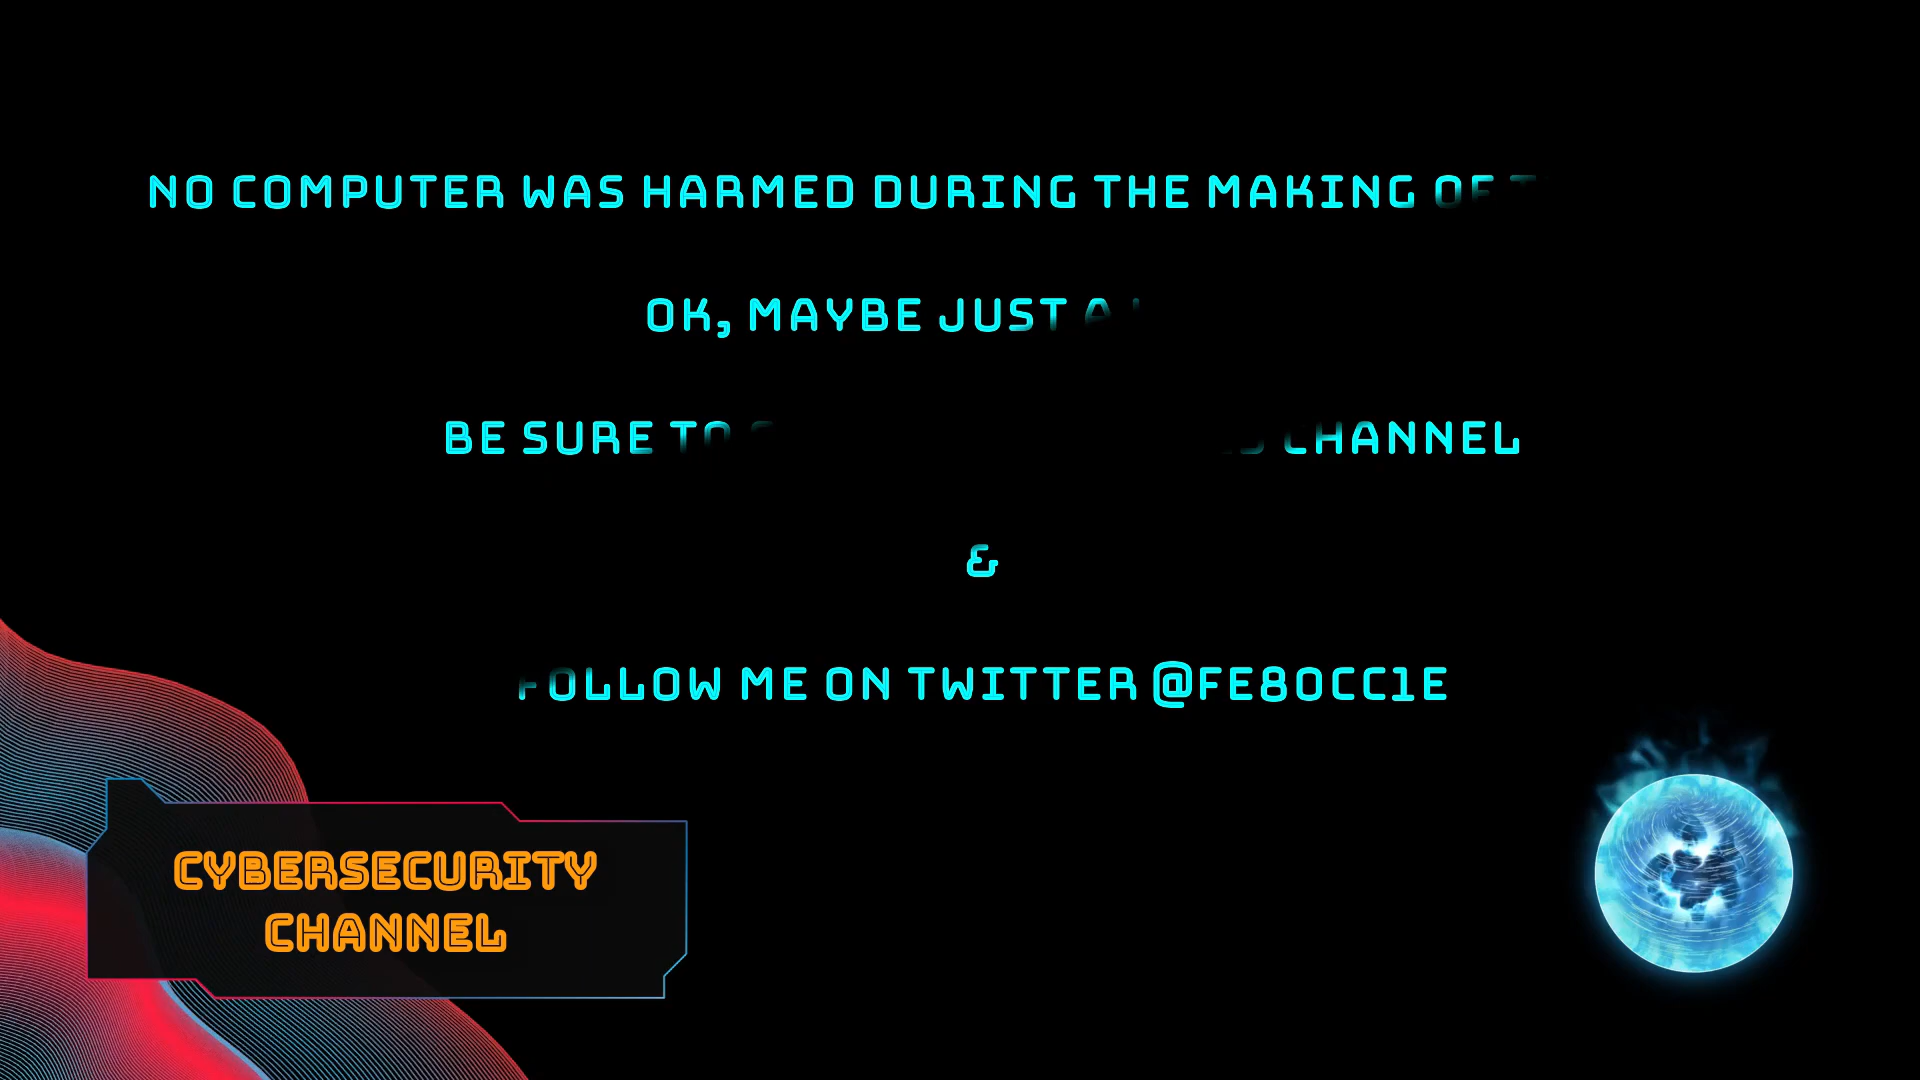 NO COMPUTER WAS HARMED DURING THE MAKING OF
OK, MAYBE JUST A
BE SURE TO CHANNEL
&
FOLLOW ME ON TWITTER @FE80CC1E
CYBERSECURITY
CHANNEL